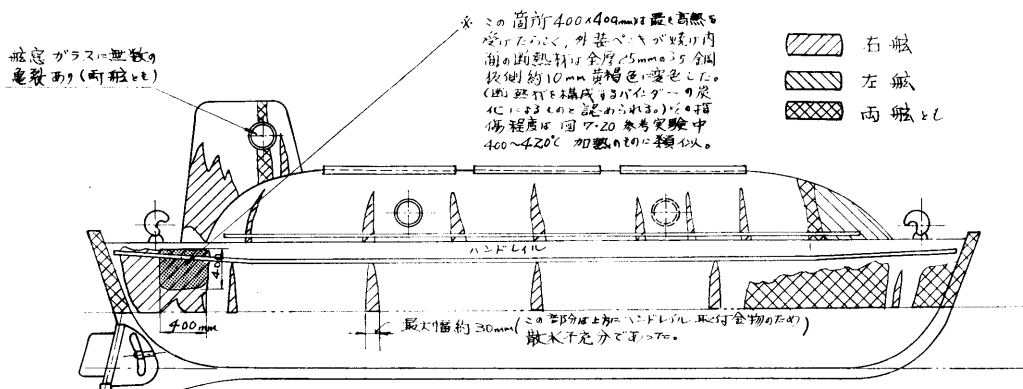 舷窓ガラスに無数の
亀裂あり(両舷とも)
※ この箇所400×400mmは最も高熱を
受けたらしく,外装ペンキが焼け内
面の断熱材は全厚25mmのうち鋼
板側約10mm黄褐色に変色した。
(断熱材を構成するバインダーの炭
化によるものと認められる。)その損
傷程度は図7・20参考実験中
400~420℃加熱のものに類似。
右舷
左舷
両舷とも
ハンドレイル
400
400mm
最大幅約30mm(この部分は上方にハンドレイル取付金物のため
散水不充分であった。)